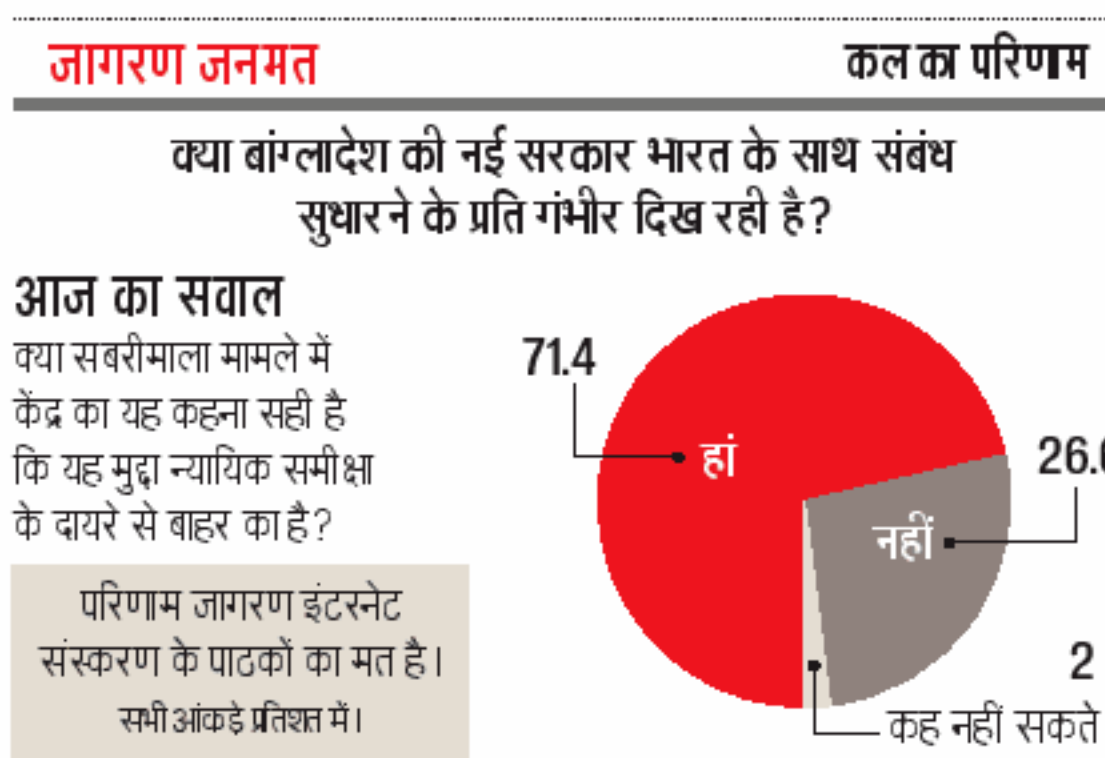 जागरण जनमत
कल का परिणाम
क्या बांग्लादेश की नई सरकार भारत के साथ संबंध
सुधारने के प्रति गंभीर दिख रही है?
आज का सवाल
क्या सबरीमाला मामले में
केंद्र का यह कहना सही है
कि यह मुद्दा न्यायिक समीक्षा
के दायरे से बाहर का है?
परिणाम जागरण इंटरनेट
संस्करण के पाठकों का मत है।
सभी आंकड़े प्रतिशत में।
71.4
हां
26.6
नहीं
2
कह नहीं सकते